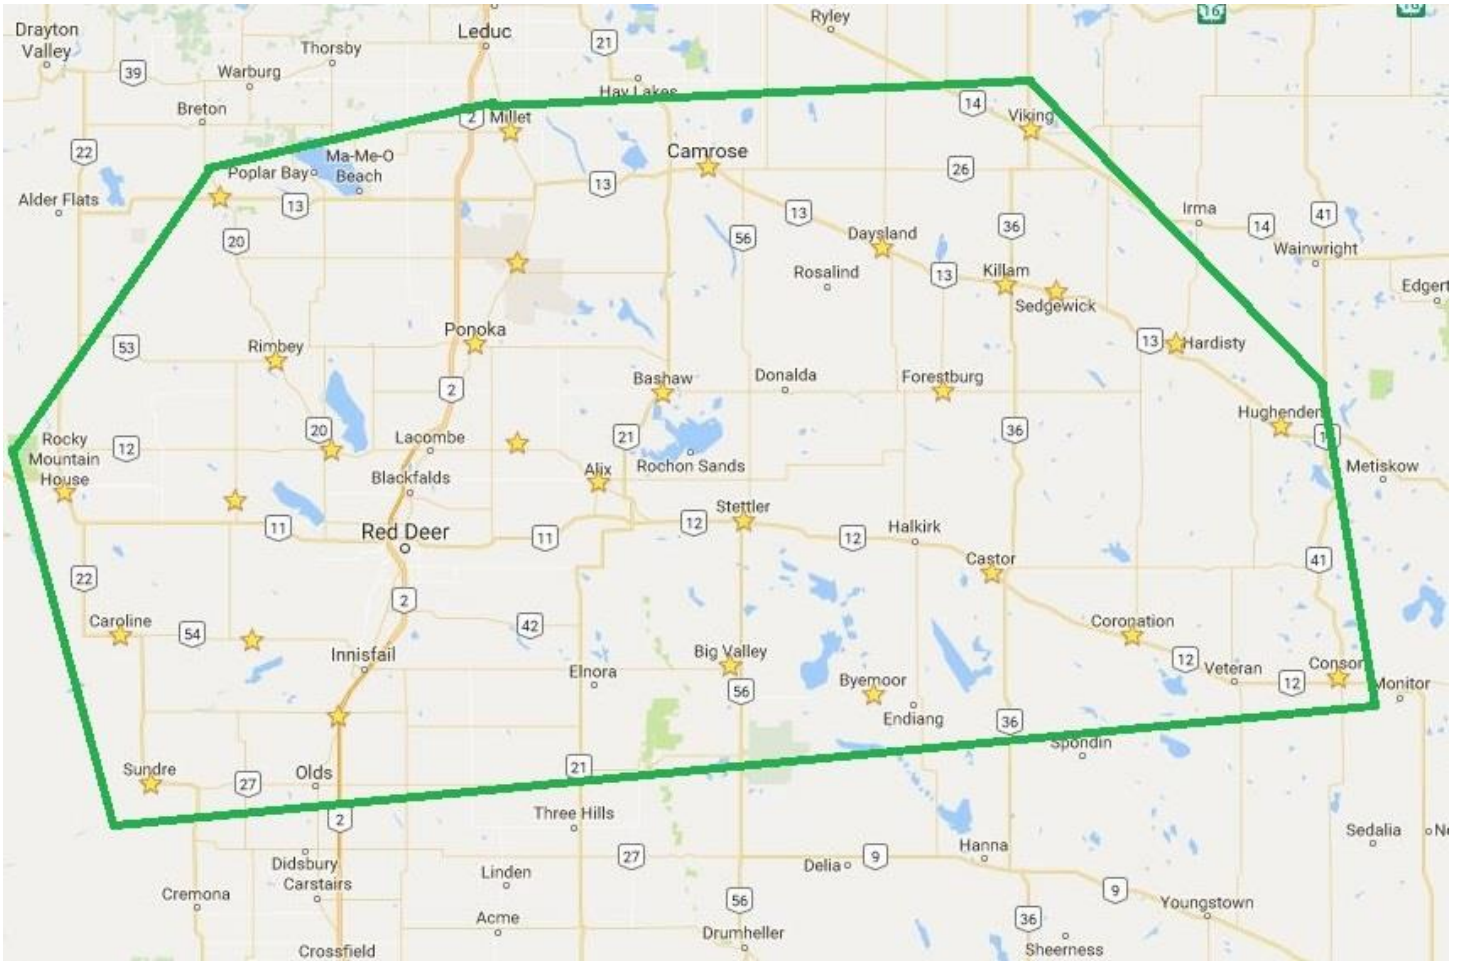 16
16
Drayton
Valley
Leduc
Ryley
21
Thorsby
39
Warburg
Hay Lakes
Breton
14
2
Millet
Viking
22
Ma-Me-O
Beach
Camrose
Poplar Bay
26
13
Alder Flats
13
13
Irma
41
14
36
20
56
Daysland
Wainwright
Rosalind
13
Killam
Sedgewick
Edgert
Ponoka
53
Rimbey
13
Hardisty
2
Bashaw
Donalda
Forestburg
Hughenden
20
Lacombe
21
36
Rocky
Mountain
House
12
Rochon Sands
Metiskow
Alix
Blackfalds
Stettler
Red Deer
11
11
12
12
Halkirk
Castor
41
22
2
Caroline
54
42
Coronation
Innisfail
Big Valley
12
Veteran
Consor
Elnora
56
Byemoor
12
Monitor
Endiang
36
Spondin
Sundre
27
Olds
21
2
Three Hills
Sedalia
N
Hanna
Didsbury
27
Delia
9
Carstairs
Linden
Cremona
9
Youngstown
56
Acme
36
Drumheller
Crossfield
Sheerness